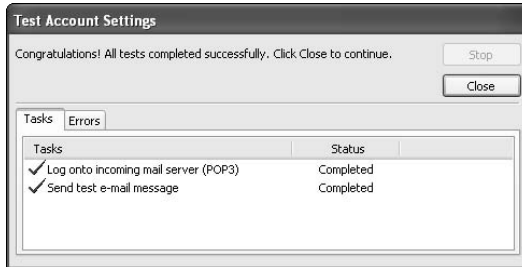 Test Account Settings
Congratulations! All tests completed successfully. Click Close to continue.
Stop
Close
Tasks Errors
Tasks Status
Log onto incoming mail server (POP3) Completed
Send test e-mail message Completed